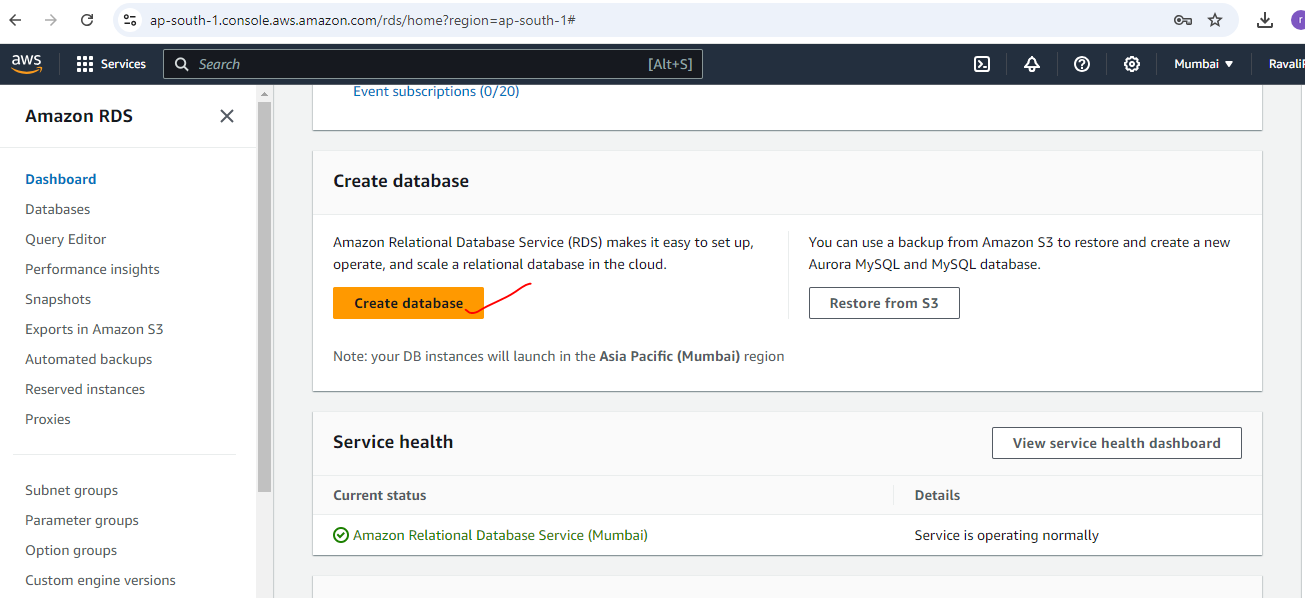 ap-south-1.console.aws.amazon.com/rds/home?region=ap-south-1#
r
aws
Services
Search
[Alt+S]
Mumbai
Amazon RDS
Dashboard
Databases
Query Editor
Performance insights
Snapshots
Exports in Amazon S3
Automated backups
Reserved instances
Proxies
Subnet groups
Parameter groups
Option groups
Custom engine versions
Event subscriptions (0/20)
Create database
Amazon Relational Database Service (RDS) makes it easy to set up,
operate, and scale a relational database in the cloud.
Create database
You can use a backup from Amazon S3 to restore and create a new
Aurora MySQL and MySQL database.
Restore from S3
Note: your DB instances will launch in the Asia Pacific (Mumbai) region
Service health
View service health dashboard
Current status
Details
Amazon Relational Database Service (Mumbai)
Service is operating normally